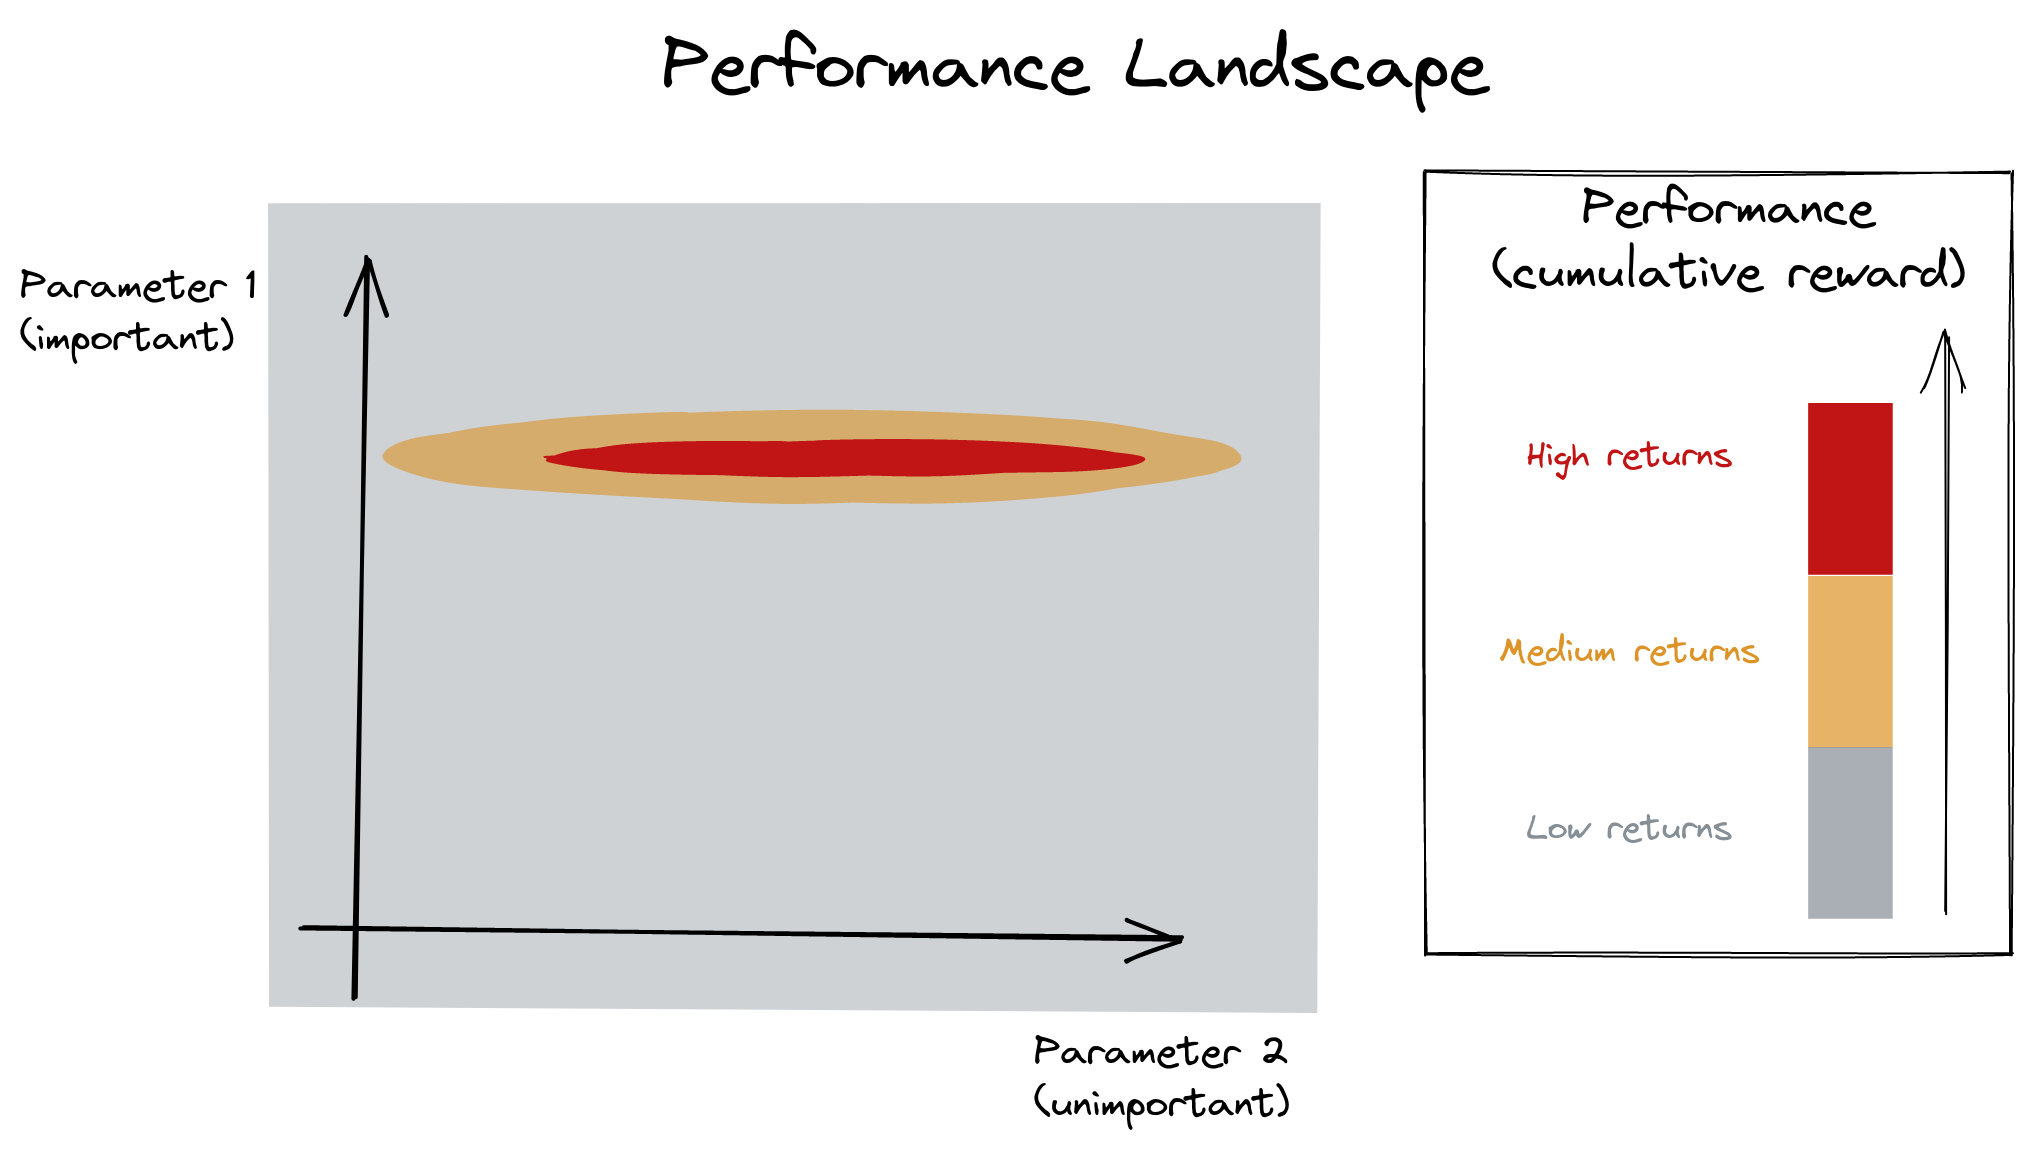 Performance Landscape
Parameter 1
(important)
Performance
(cumulative reward)
High returns
Medium returns
Low returns
Parameter 2
(unimportant)